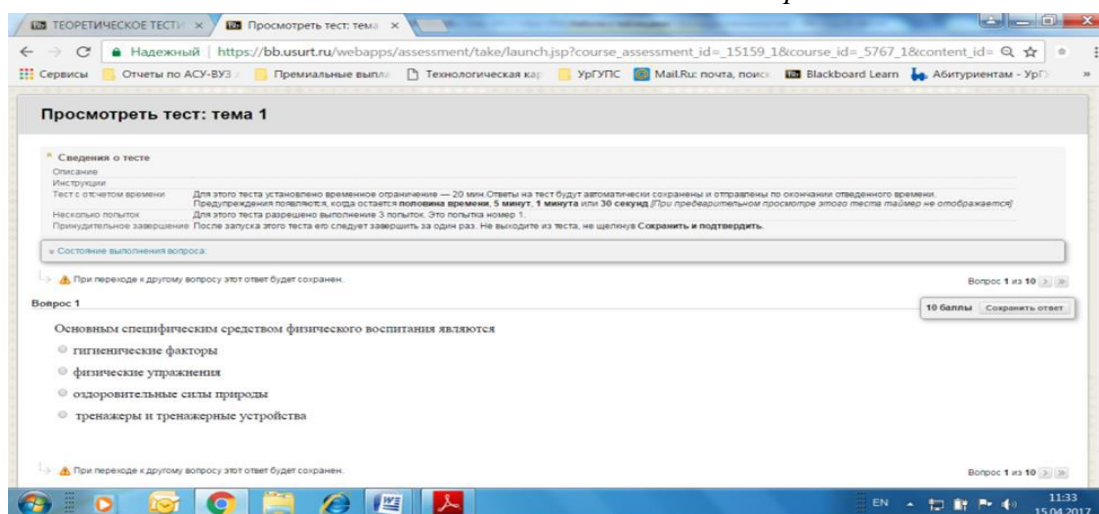 ТЕОРЕТИЧЕСКОЕ ТЕСТИ
Просмотреть тест: тема
Надежный https://bb.usurt.ru/webapps/assessment/take/launch.jsp?course_assessment_id=_15159_1&course_id=_5767_1&content_id=
Сервисы Отчеты по АСУ-ВУЗ Премиальные выпла Технологическая кар УрГУПС Mail.Ru: почта, поиск Blackboard Learn Абитуриентам - УрГ
Просмотреть тест: тема 1
Сведения о тесте
Описание
Инструкции
Тест с отсчетом времени Для этого теста установлено временное ограничение — 20 мин.Ответы на тест будут автоматически сохранены и отправлены по окончании отведенного времени.
Предупреждения появляются, когда остается половина времени, 5 минут, 1 минута или 30 секунд.[При предварительном просмотре этого теста таймер не отображается]
Несколько попыток Для этого теста разрешено выполнение 3 попыток. Это попытка номер 1.
Принудительное завершение После запуска этого теста его следует завершить за один раз. Не выходите из теста, не щелкнув Сохранить и подтвердить.
Состояние выполнения вопроса:
При переходе к другому вопросу этот ответ будет сохранен. Вопрос 1 из 10
Вопрос 1
10 баллы Сохранить ответ
Основным специфическим средством физического воспитания являются
гигиенические факторы
физические упражнения
оздоровительные силы природы
тренажеры и тренажерные устройства
При переходе к другому вопросу этот ответ будет сохранен. Вопрос 1 из 10
EN 11:33
15.04.2017